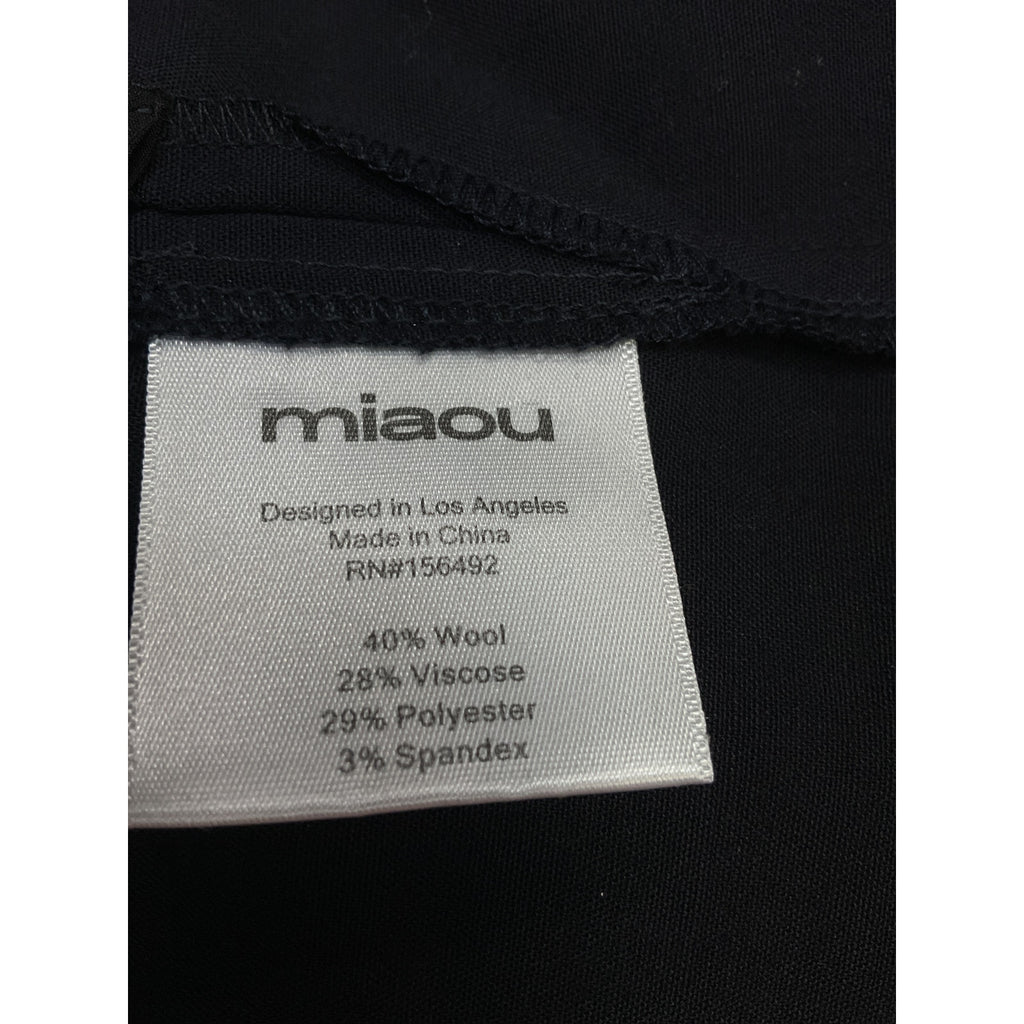 miaou
Designed in Los Angeles
Made in China
RN#156492
40% Wool
28% Viscose
29% Polyester
3% Spandex